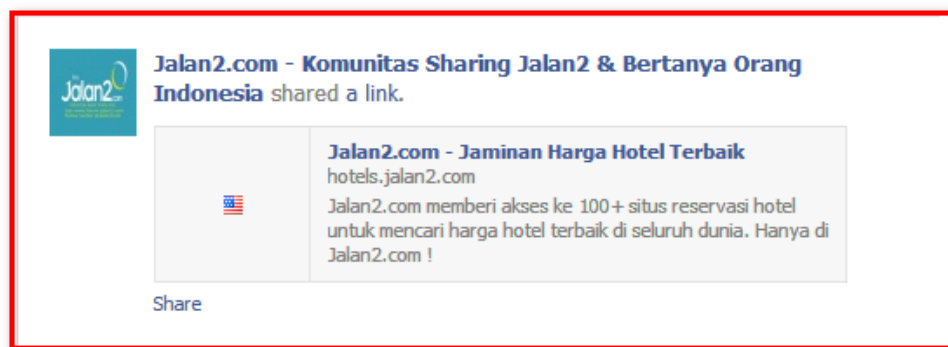 Jalan2.com
Jalan2.com - Komunitas Sharing Jalan2 & Bertanya Orang
Indonesia shared a link.
Jalan2.com - Jaminan Harga Hotel Terbaik
hotels.jalan2.com
Jalan2.com memberi akses ke 100+ situs reservasi hotel
untuk mencari harga hotel terbaik di seluruh dunia. Hanya di
Jalan2.com !
Share